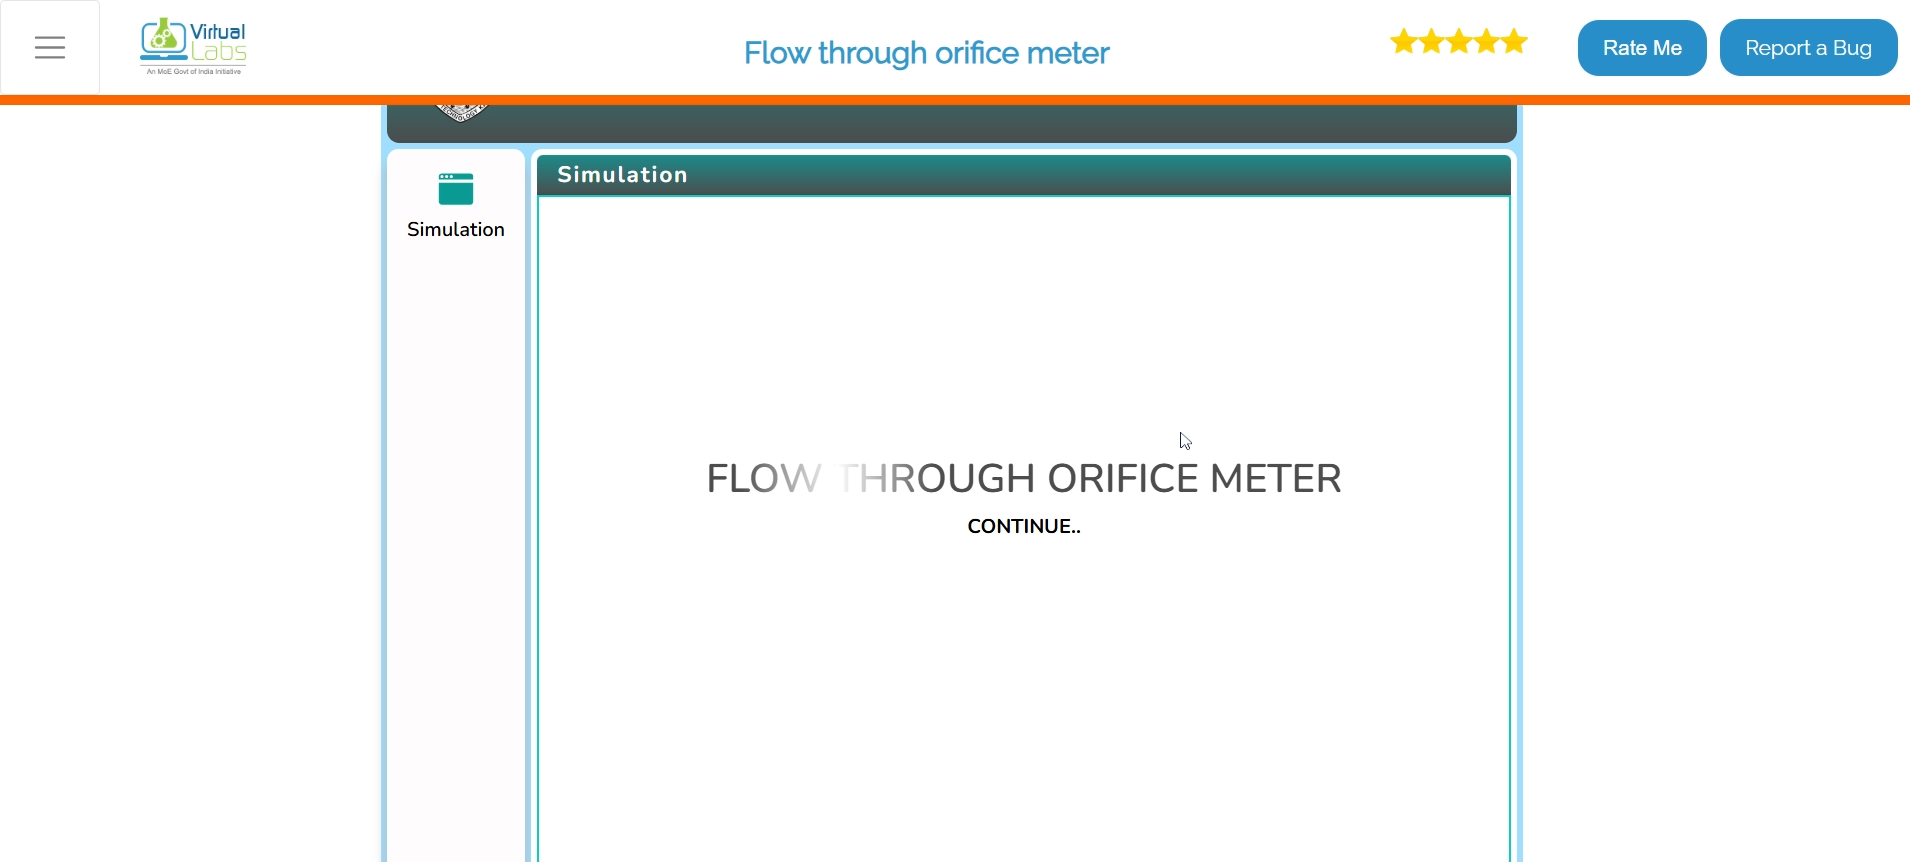 Virtual
Labs
An MoE Govt of India Initiative
Flow through orifice meter
Rate Me
Report a Bug
TECHNOLOGY
Simulation
Simulation
FLOW THROUGH ORIFICE METER
CONTINUE..